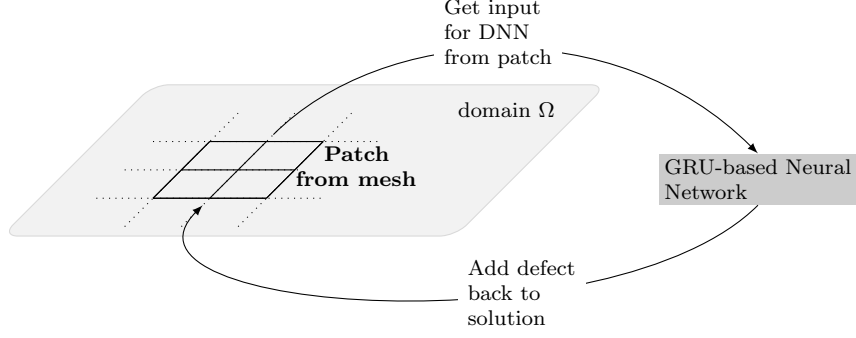 Get input
for DNN
from patch
domain Ω
Patch
from mesh
GRU-based Neural
Network
Add defect
back to
solution